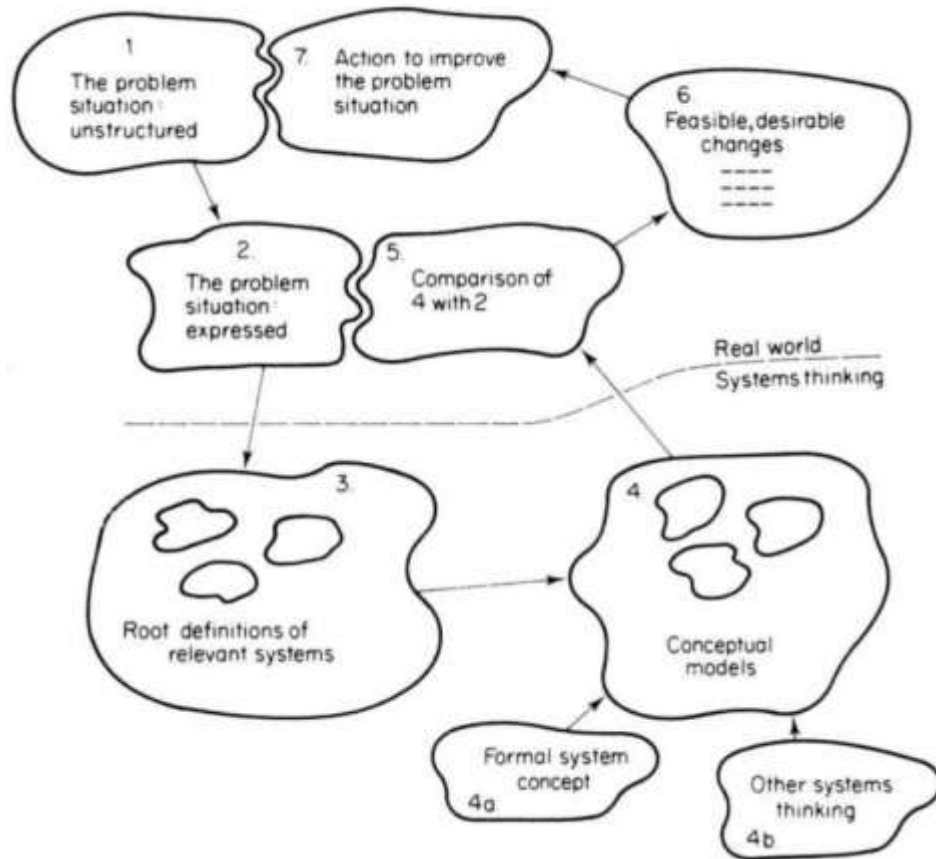 1
The problem
situation:
unstructured
7.
Action to improve
the problem
situation
6
Feasible, desirable
changes
----
----
----
2.
The problem
situation:
expressed
5.
Comparison of
4 with 2
Real world
Systems thinking
3.
Root definitions of
relevant systems
4.
Conceptual
models
Formal system
concept
4a
Other systems
thinking
4b